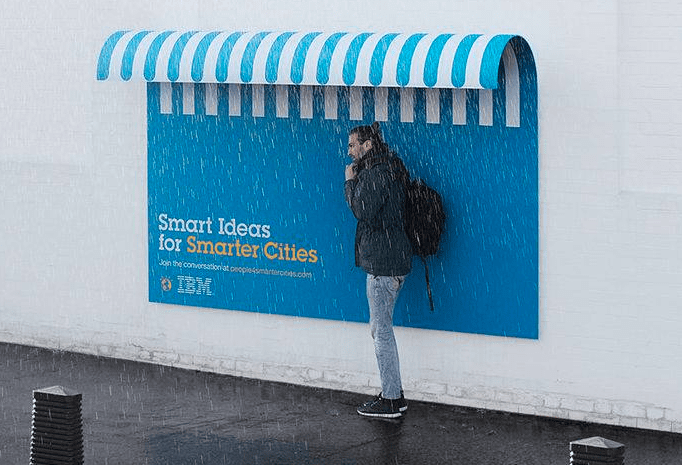 Smart Ideas
for Smarter Cities
Join the conversation at people4smartercities.com
IBM